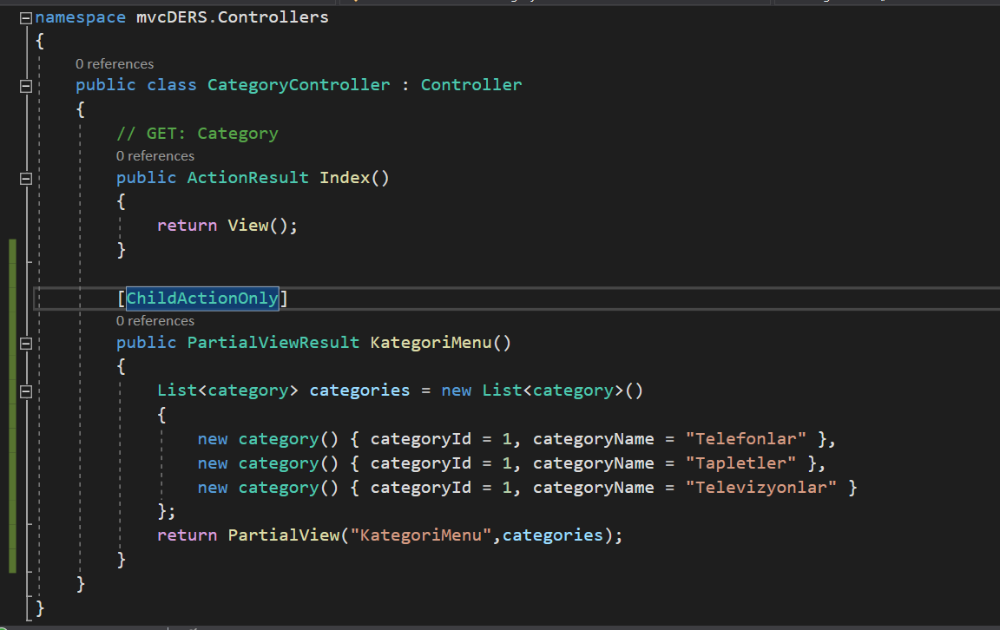 namespace mvcDERS.Controllers
{
0 references
public class CategoryController : Controller
{
// GET: Category
0 references
public ActionResult Index()
{
return View();
}
[ChildActionOnly]
0 references
public PartialViewResult KategoriMenu()
{
List<category> categories = new List<category>()
{
new category() { categoryId = 1, categoryName = "Telefonlar" },
new category() { categoryId = 1, categoryName = "Tapletler" },
new category() { categoryId = 1, categoryName = "Televizyonlar" }
};
return PartialView("KategoriMenu",categories);
}
}
}